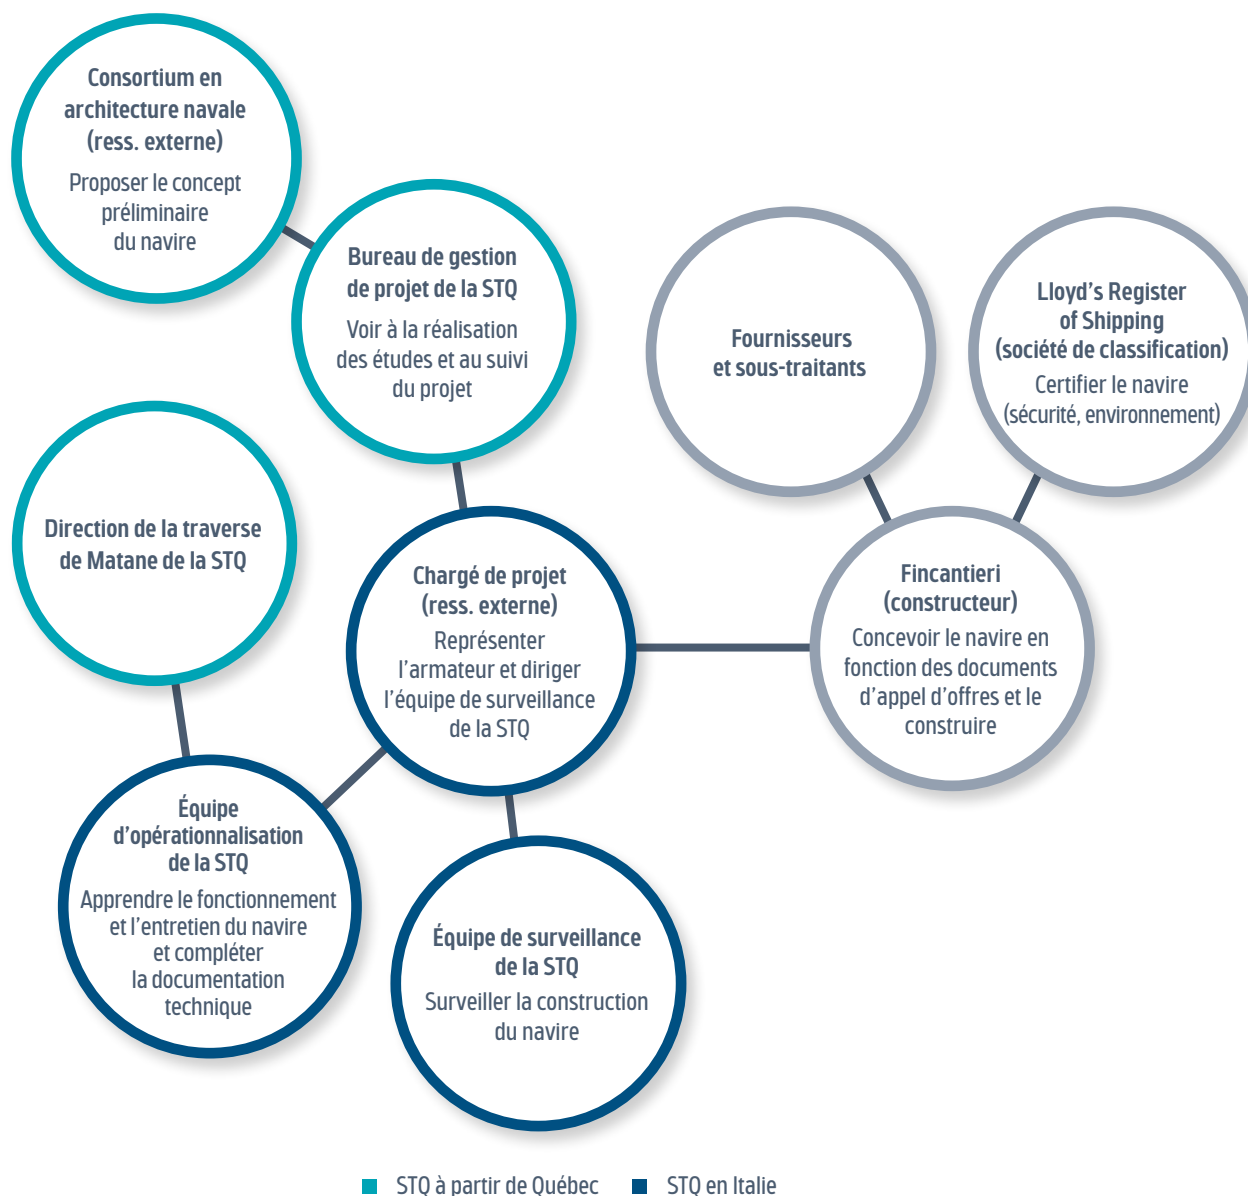 Consortium en
architecture navale
(ress. externe)
Proposer le concept
préliminaire
du navire
Bureau de gestion
de projet de la STQ
Voir à la réalisation
des études et au suivi
du projet
Fournisseurs
et sous-traitants
Lloyd’s Register
of Shipping
(société de classification)
Certifier le navire
(sécurité, environnement)
Direction de la traverse
de Matane de la STQ
Chargé de projet
(ress. externe)
Représenter
l’armateur et diriger
l’équipe de surveillance
de la STQ
Fincantieri
(constructeur)
Concevoir le navire en
fonction des documents
d’appel d’offres et le
construire
Équipe
d’opérationnalisation
de la STQ
Apprendre le fonctionnement
et l’entretien du navire
et compléter
la documentation
technique
Équipe de surveillance
de la STQ
Surveiller la construction
du navire
STQ à partir de Québec
STQ en Italie